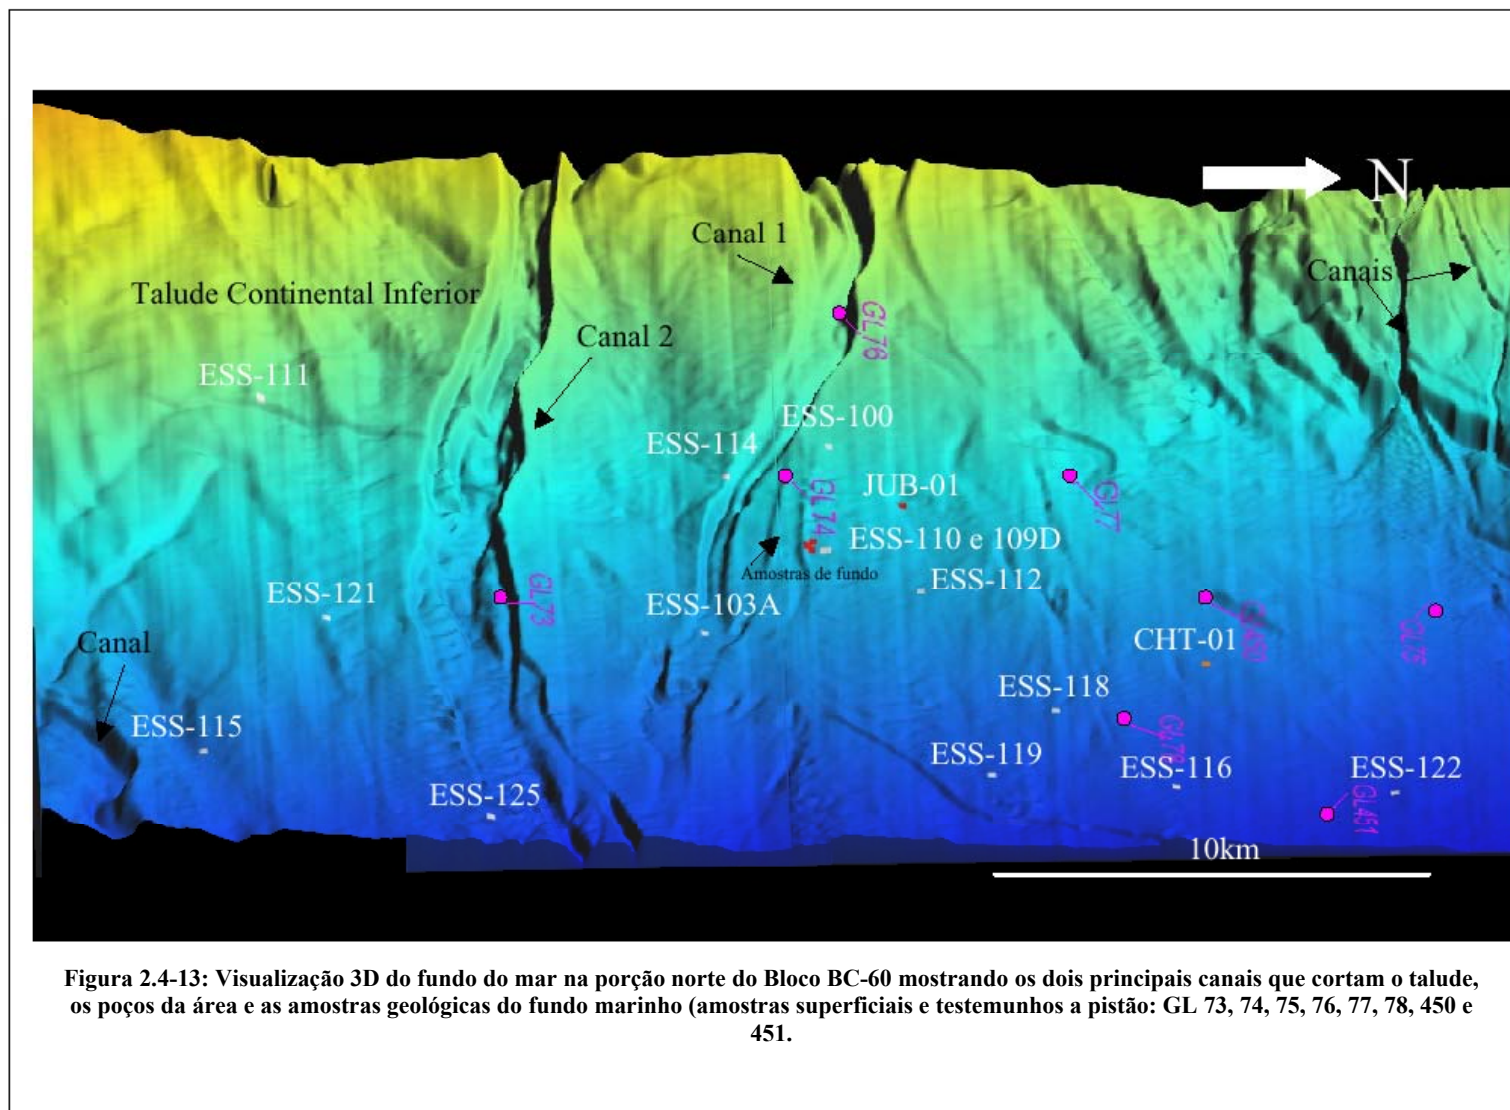 N
Canal 1
Canais
Talude Continental Inferior
GL76
Canal 2
ESS-111
ESS-100
ESS-114
JUB-01
GL74
GL77
ESS-110 e 109D
Amostras de fundo
ESS-112
GL73
ESS-121
ESS-103A
GL450
GL75
Canal
CHT-01
ESS-118
ESS-115
GL78
ESS-119
ESS-116
ESS-122
ESS-125
GL451
10km
Figura 2.4-13: Visualização 3D do fundo do mar na porção norte do Bloco BC-60 mostrando os dois principais canais que cortam o talude,
os poços da área e as amostras geológicas do fundo marinho (amostras superficiais e testemunhos a pistão: GL 73, 74, 75, 76, 77, 78, 450 e
451.